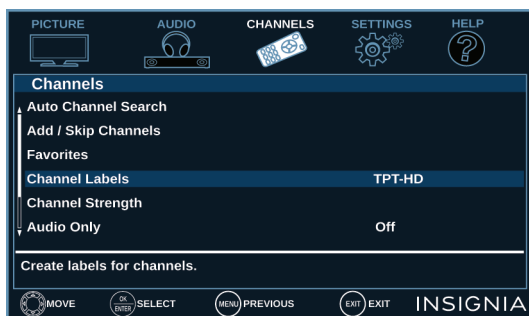 PICTURE AUDIO CHANNELS SETTINGS HELP
Channels
Auto Channel Search
Add / Skip Channels
Favorites
Channel Labels TPT-HD
Channel Strength
Audio Only Off
Create labels for channels.
MOVE OK ENTER SELECT MENU PREVIOUS EXIT EXIT INSIGNIA